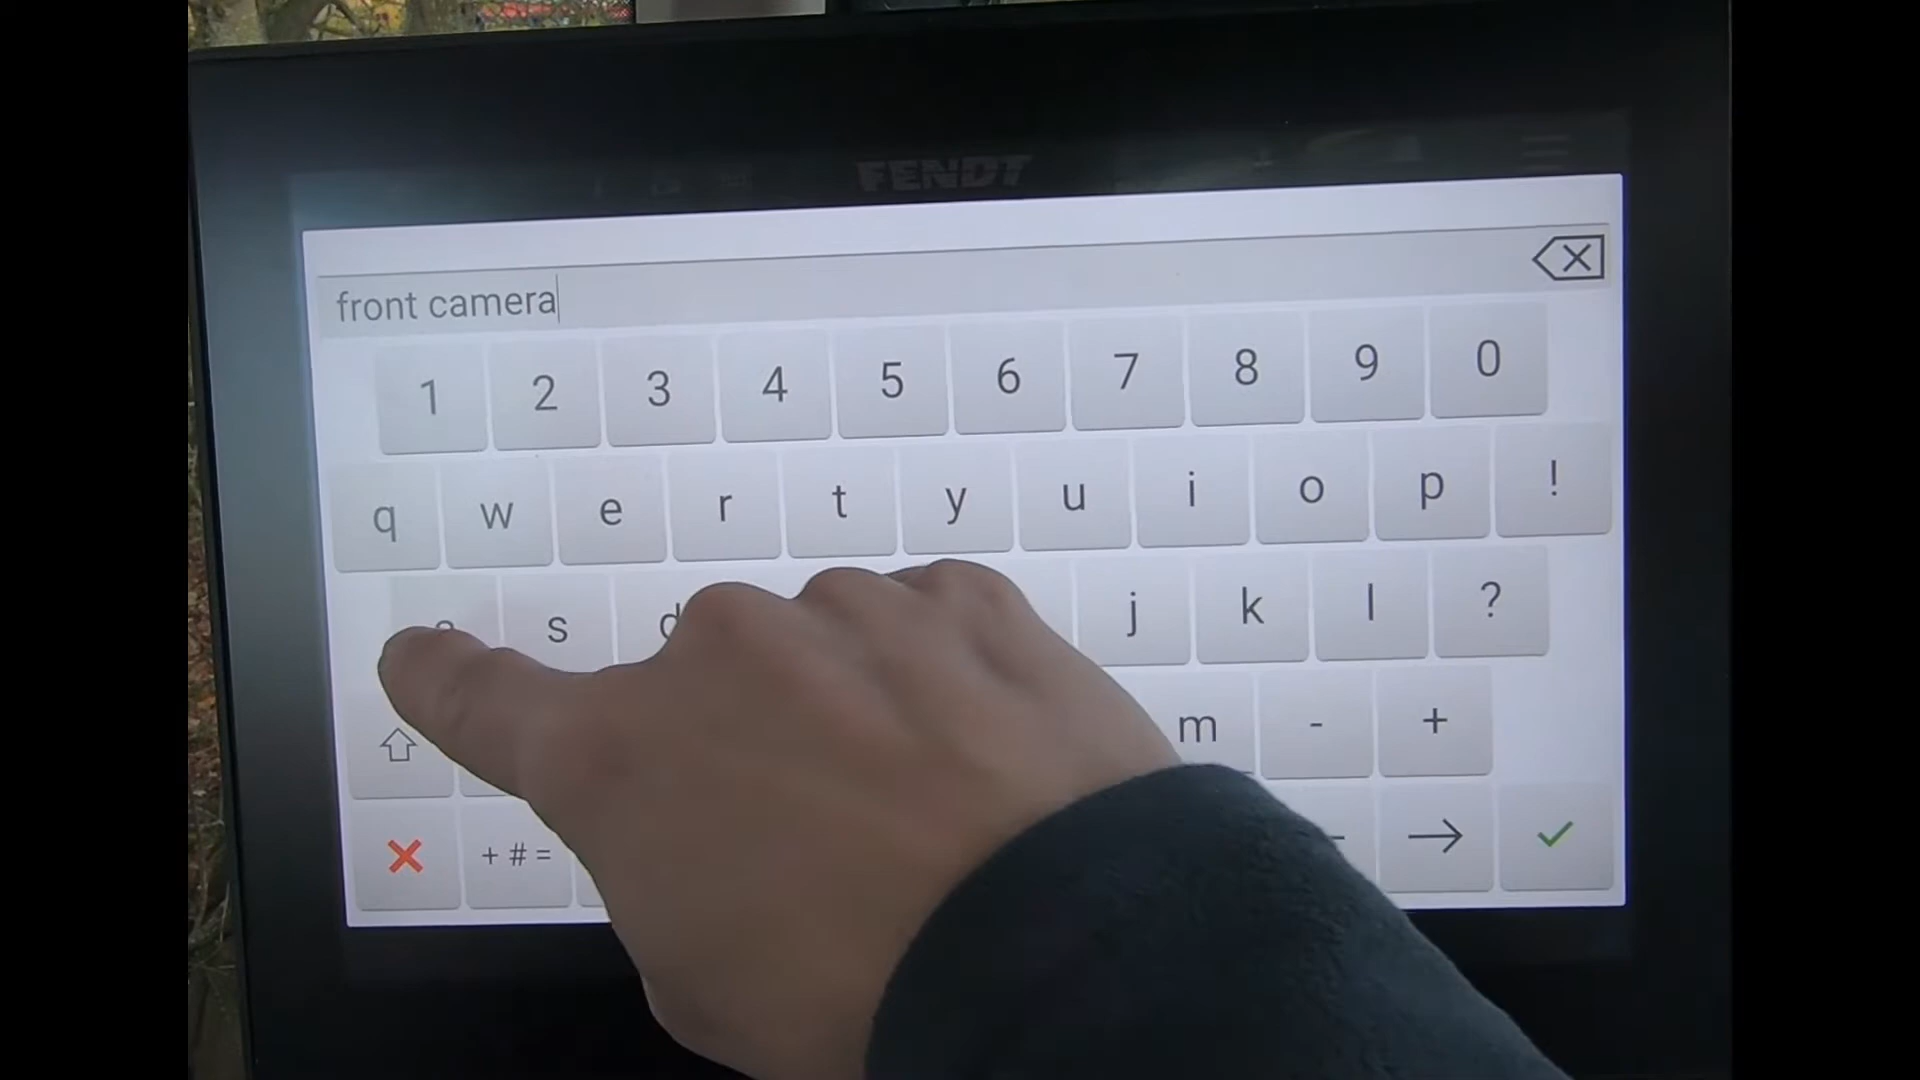 FENDT
front camera
1 2 3 4 5 6 7 8 9 0
q w e r t y u i o p !
s d j k l ?
m - +
+ # =